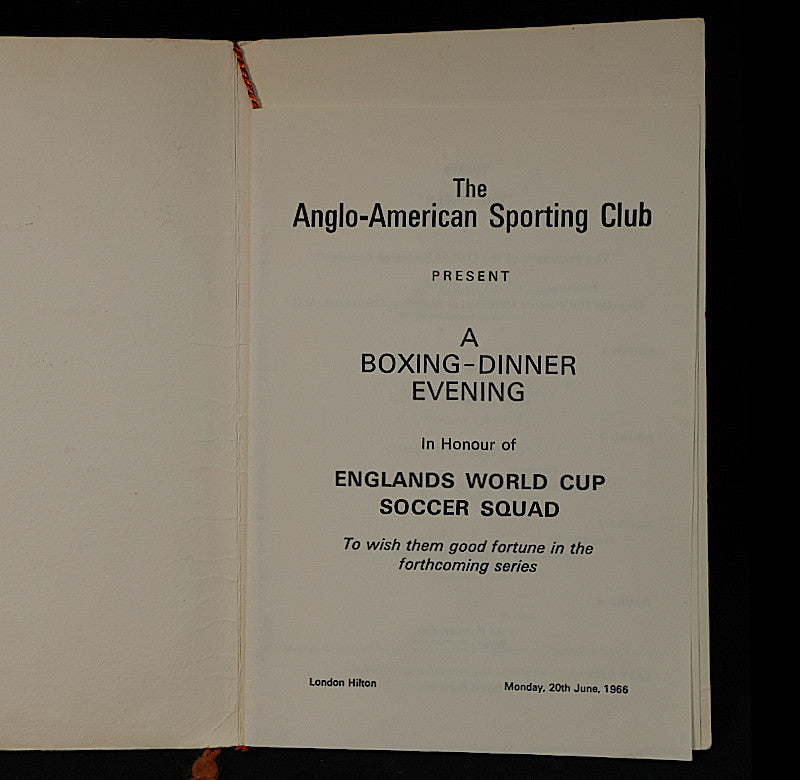 The
Anglo-American Sporting Club
PRESENT
A
BOXING-DINNER
EVENING
In Honour of
ENGLANDS WORLD CUP
SOCCER SQUAD
To wish them good fortune in the
forthcoming series
London Hilton
Monday, 20th June, 1966